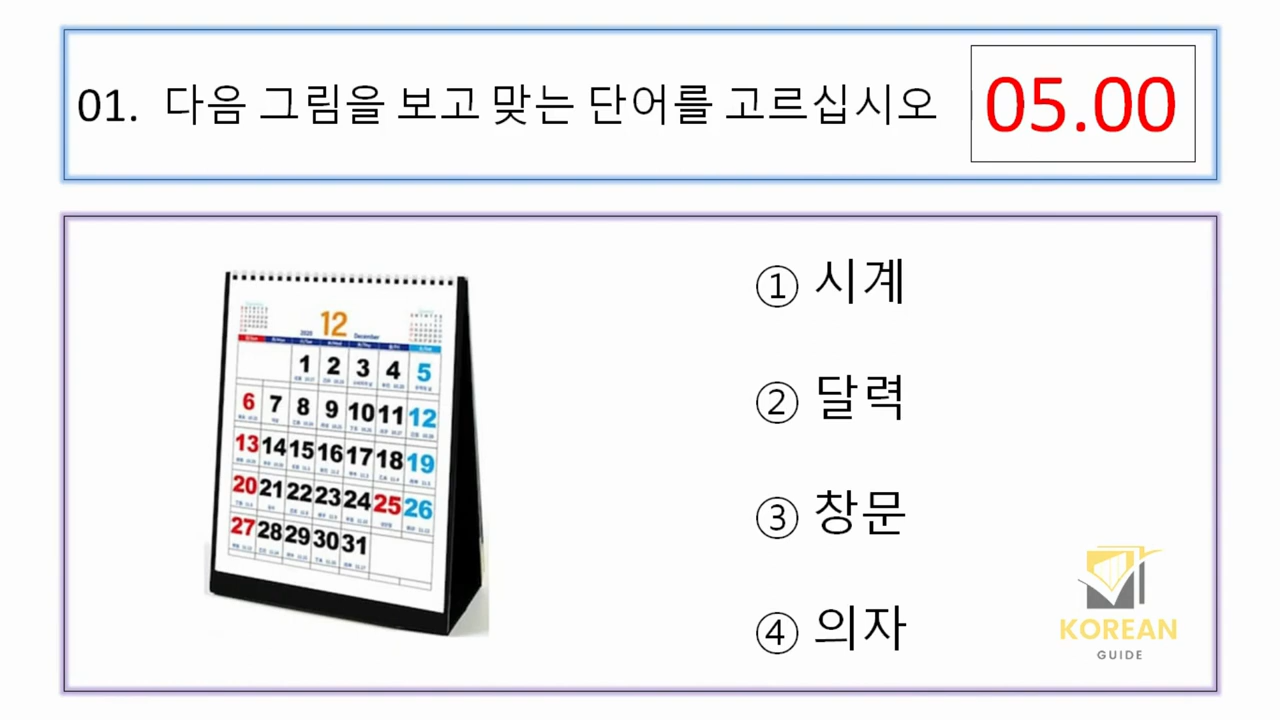 01. 다음 그림을 보고 맞는 단어를 고르십시오
05.00
12
2020 December
1 2 3 4 5
6 7 8 9 10 11 12
13 14 15 16 17 18 19
20 21 22 23 24 25 26
27 28 29 30 31
① 시계
② 달력
③ 창문
④ 의자
KOREAN
GUIDE